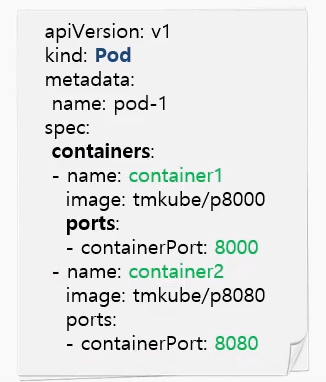 apiVersion: v1
kind: Pod
metadata:
 name: pod-1
spec:
 containers:
 - name: container1
   image: tmkube/p8000
   ports:
   - containerPort: 8000
 - name: container2
   image: tmkube/p8080
   ports:
   - containerPort: 8080